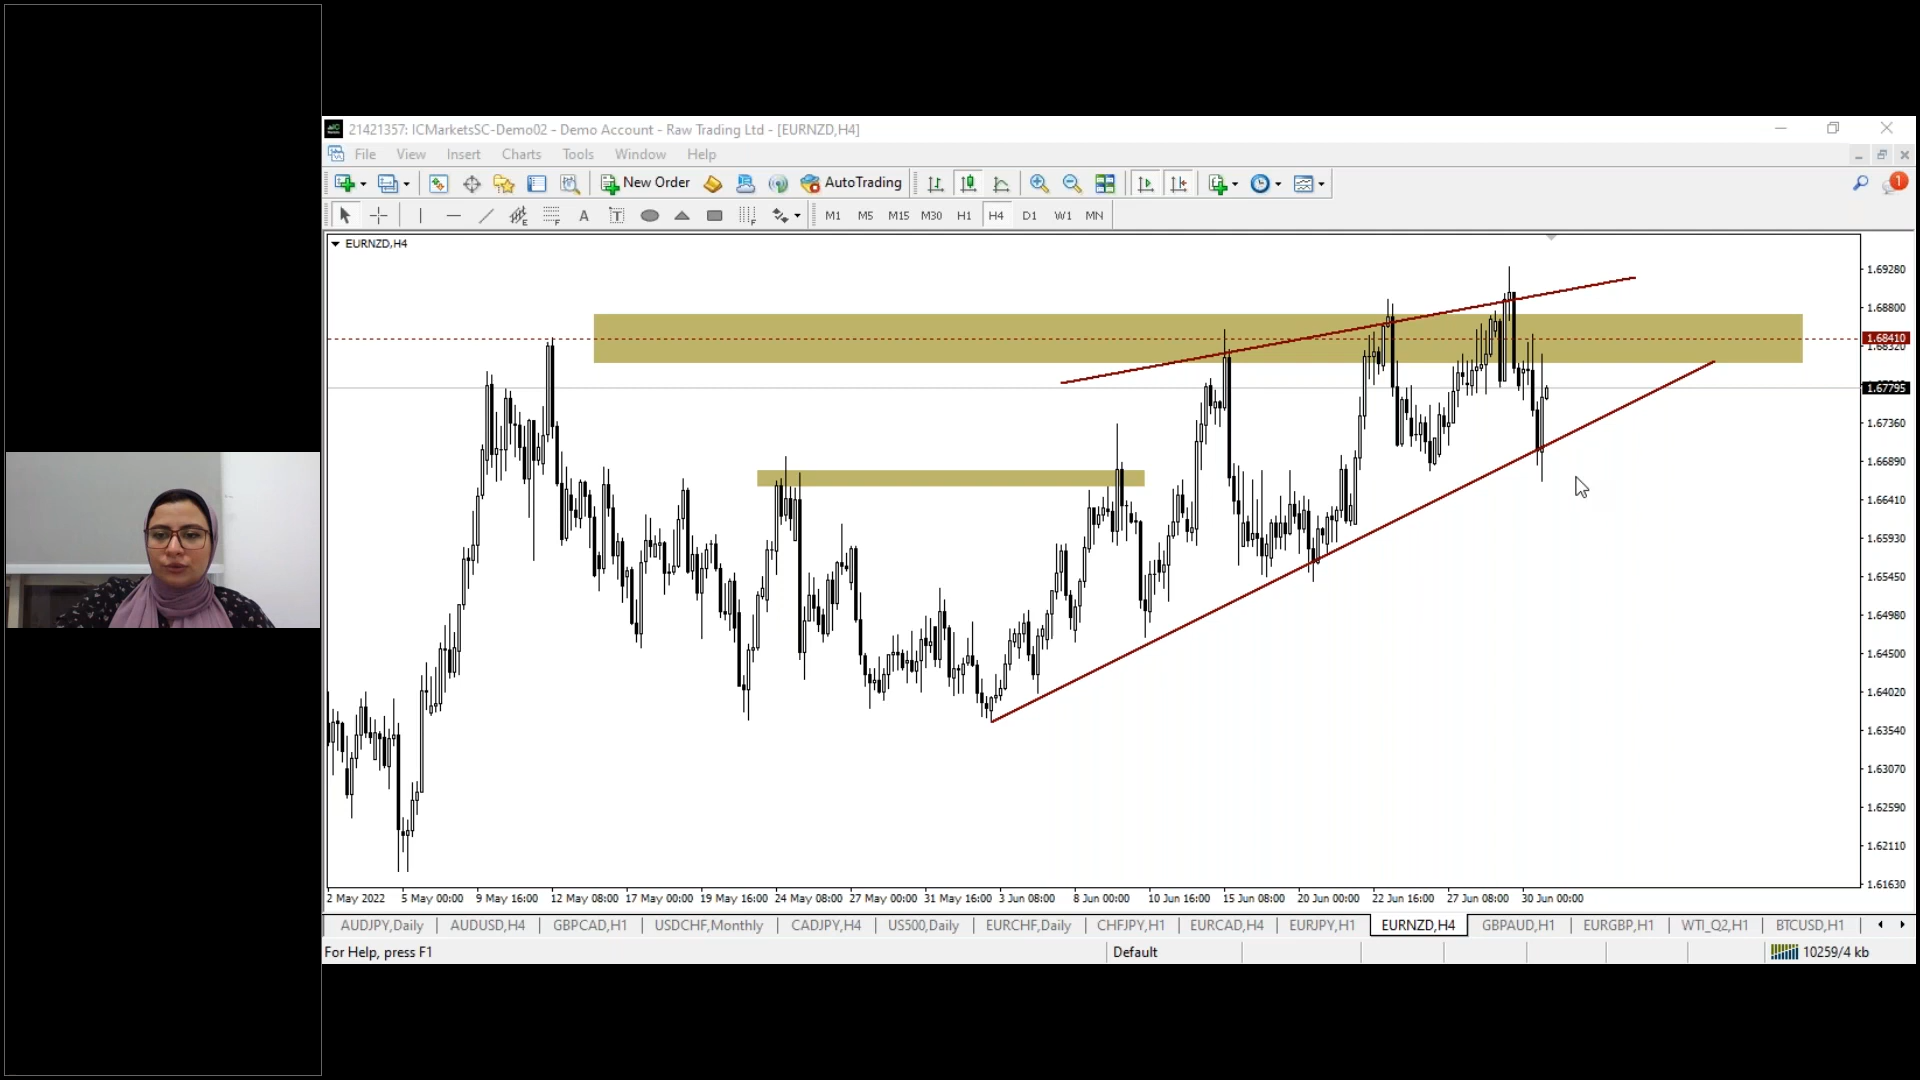 21421357: ICMarketsSC-Demo02 - Demo Account - Raw Trading Ltd - [EURNZD,H4]
File View Insert Charts Tools Window Help
New Order AutoTrading 1
A T M1 M5 M15 M30 H1 H4 D1 W1 MN
EURNZD,H4
1.69280
1.68800
1.68410
1.67795
1.67360
1.66890
1.66410
1.65930
1.65450
1.64980
1.64500
1.64020
1.63540
1.63070
1.62590
1.62110
1.61630
2 May 2022 5 May 00:00 9 May 16:00 12 May 08:00 17 May 00:00 19 May 16:00 24 May 08:00 27 May 00:00 31 May 16:00 3 Jun 08:00 8 Jun 00:00 10 Jun 16:00 15 Jun 08:00 20 Jun 00:00 22 Jun 16:00 27 Jun 08:00 30 Jun 00:00
AUDJPY,Daily AUDUSD,H4 GBPCAD,H1 USDCHF,Monthly CADJPY,H4 US500,Daily EURCHF,Daily CHFJPY,H1 EURCAD,H4 EURJPY,H1 EURNZD,H4 GBPAUD,H1 EURGBP,H1 WTI_Q2,H1 BTCUSD,H1
For Help, press F1 Default 10259/4 kb